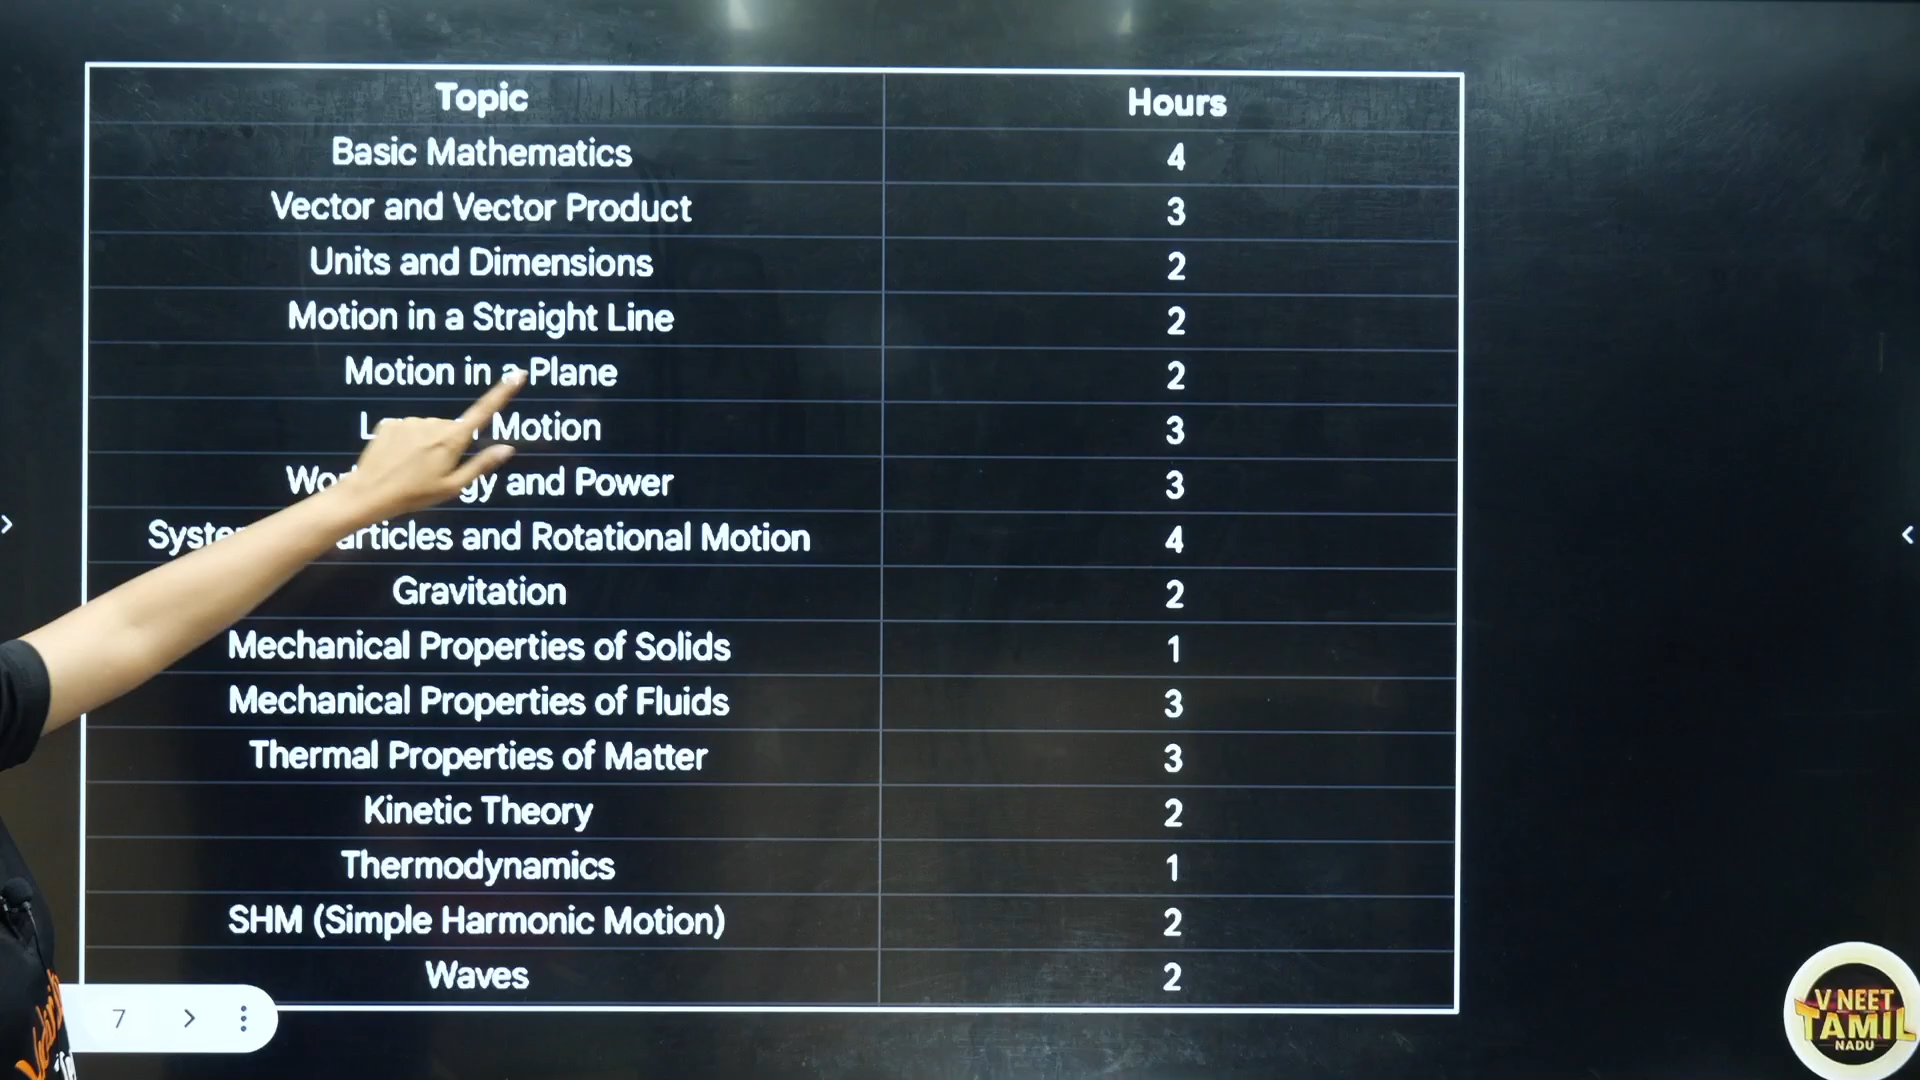 Topic Hours
Basic Mathematics 4
Vector and Vector Product 3
Units and Dimensions 2
Motion in a Straight Line 2
Motion in a Plane 2
Motion 3
and Power 3
and Rotational Motion 4
Gravitation 2
Mechanical Properties of Solids 1
Mechanical Properties of Fluids 3
Thermal Properties of Matter 3
Kinetic Theory 2
Thermodynamics 1
SHM (Simple Harmonic Motion) 2
Waves 2
7
V NEET
TAMIL
NADU